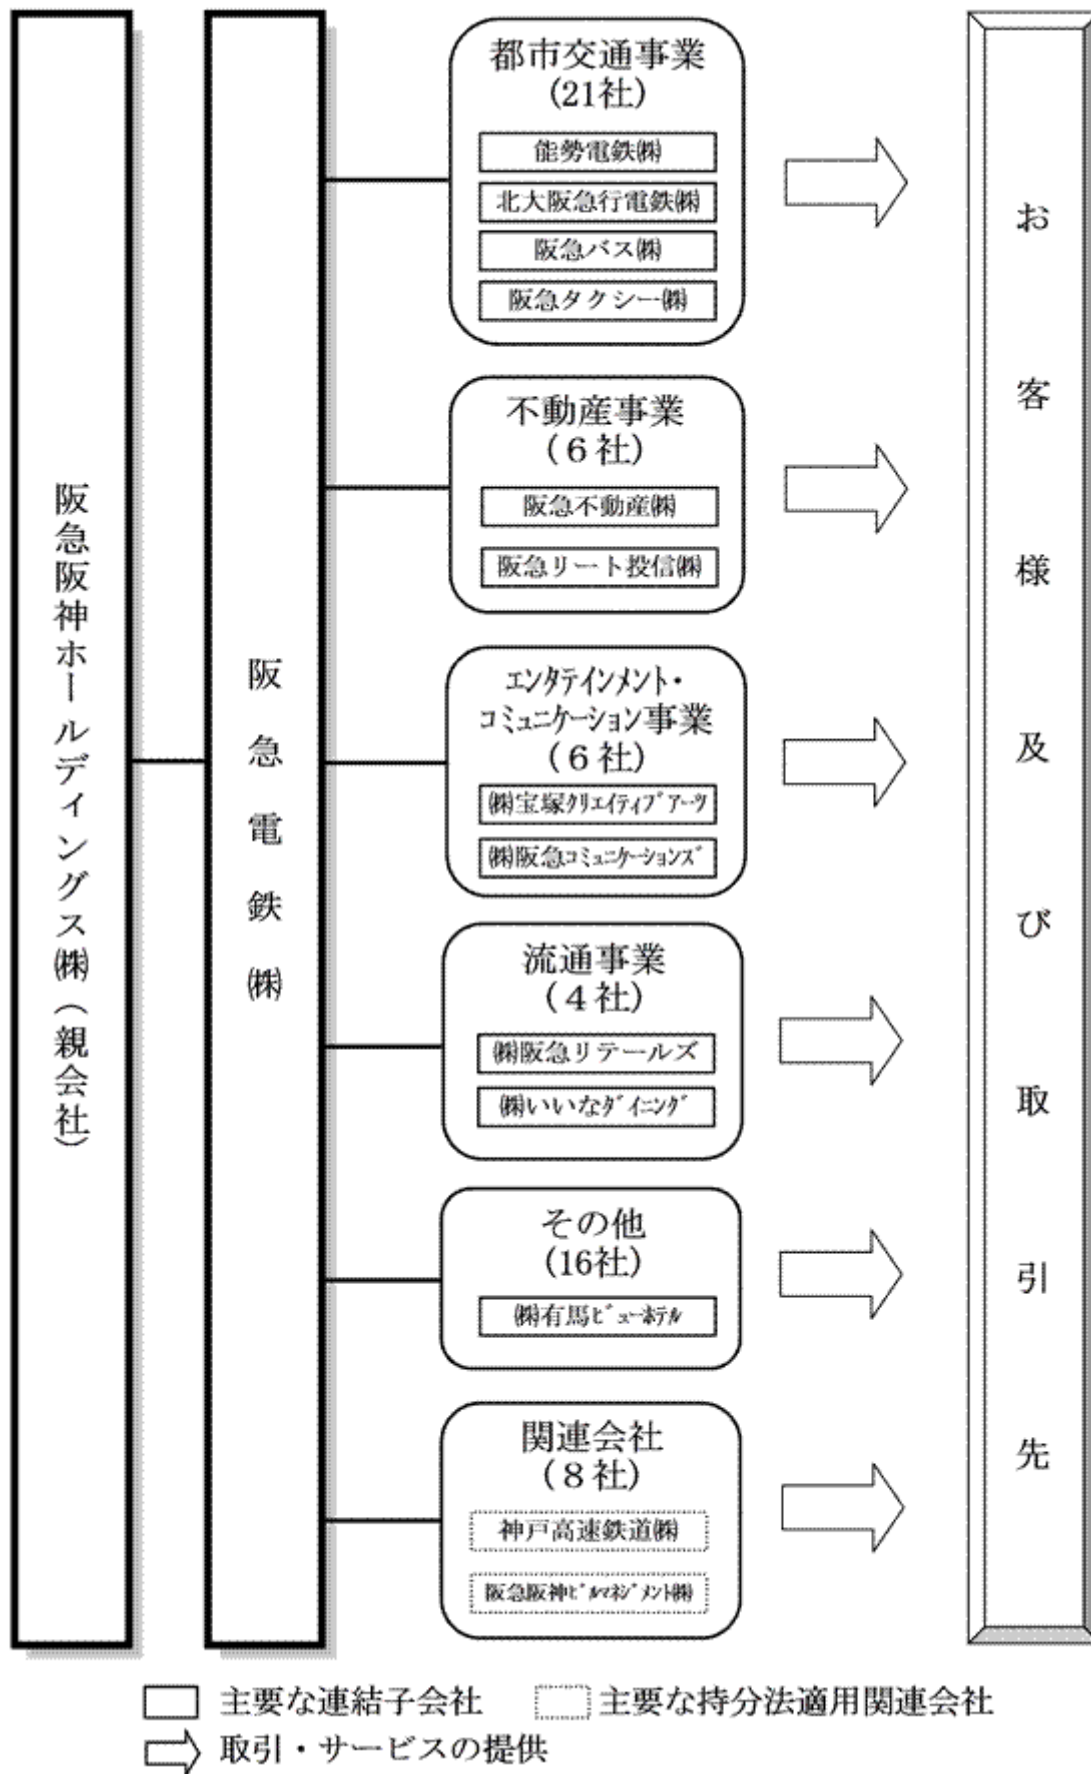 阪急阪神ホールディングス㈱（親会社）
阪急電鉄㈱
都市交通事業
(21社)
能勢電鉄㈱
北大阪急行電鉄㈱
阪急バス㈱
阪急タクシー㈱
不動産事業
(６社)
阪急不動産㈱
阪急リート投信㈱
ｴﾝﾀﾃｲﾝﾒﾝﾄ・
ｺﾐｭﾆｹｰｼｮﾝ事業
(６社)
㈱宝塚ｸﾘｴｲﾃｨﾌﾞｱｰﾂ
㈱阪急ｺﾐｭﾆｹｰｼｮﾝｽﾞ
流通事業
(４社)
㈱阪急リテールズ
㈱いいなﾀﾞｲﾆﾝｸﾞ
その他
(16社)
㈱有馬ﾋﾞｭｰﾎﾃﾙ
関連会社
(８社)
神戸高速鉄道㈱
阪急阪神ﾋﾞﾙﾏﾈｼﾞﾒﾝﾄ㈱
お客様及び取引先
主要な連結子会社
主要な持分法適用関連会社
取引・サービスの提供